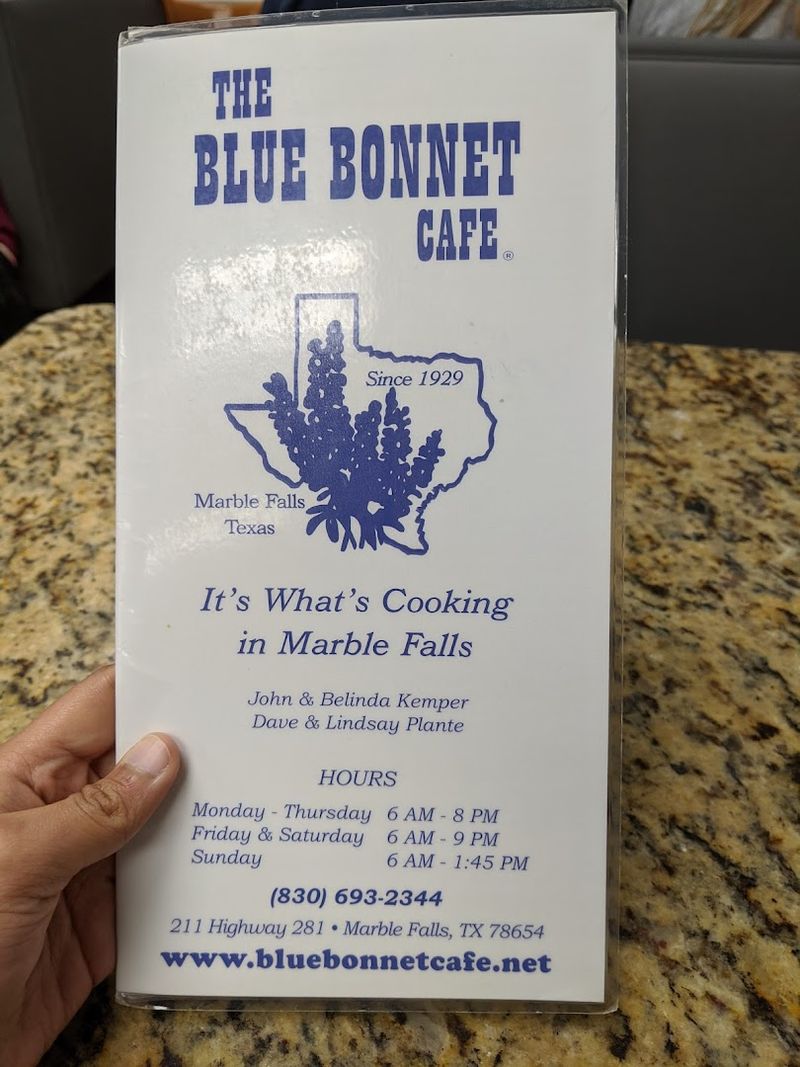 THE
BLUE BONNET
CAFE®
Since 1929
Marble Falls
Texas
It's What's Cooking
in Marble Falls
John & Belinda Kemper
Dave & Lindsay Plante
HOURS
Monday - Thursday 6 AM - 8 PM
Friday & Saturday 6 AM - 9 PM
Sunday 6 AM - 1:45 PM
(830) 693-2344
211 Highway 281 • Marble Falls, TX 78654
www.bluebonnetcafe.net